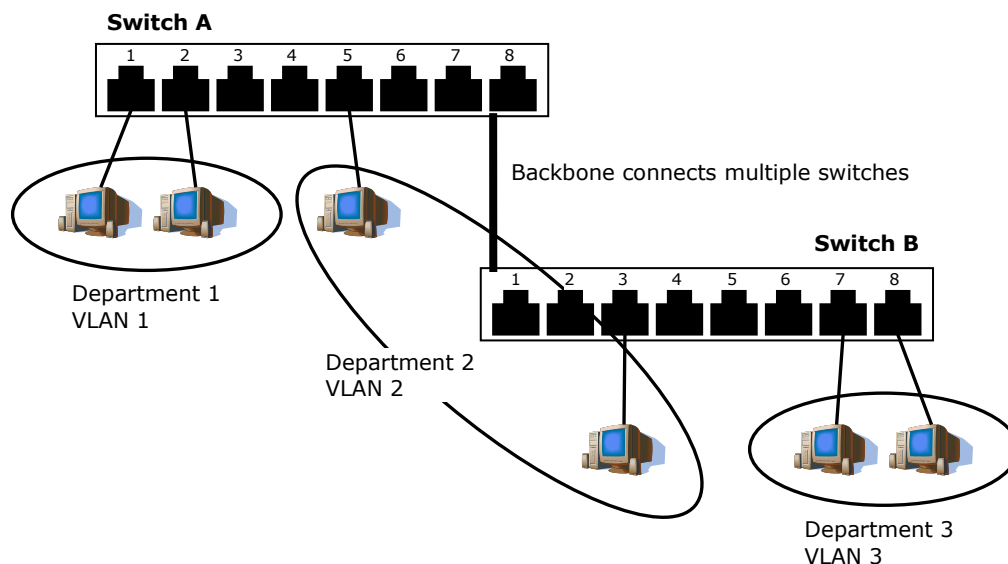 Switch A
1 2 3 4 5 6 7 8
Backbone connects multiple switches
Switch B
1 2 3 4 5 6 7 8
Department 1
VLAN 1
Department 2
VLAN 2
Department 3
VLAN 3